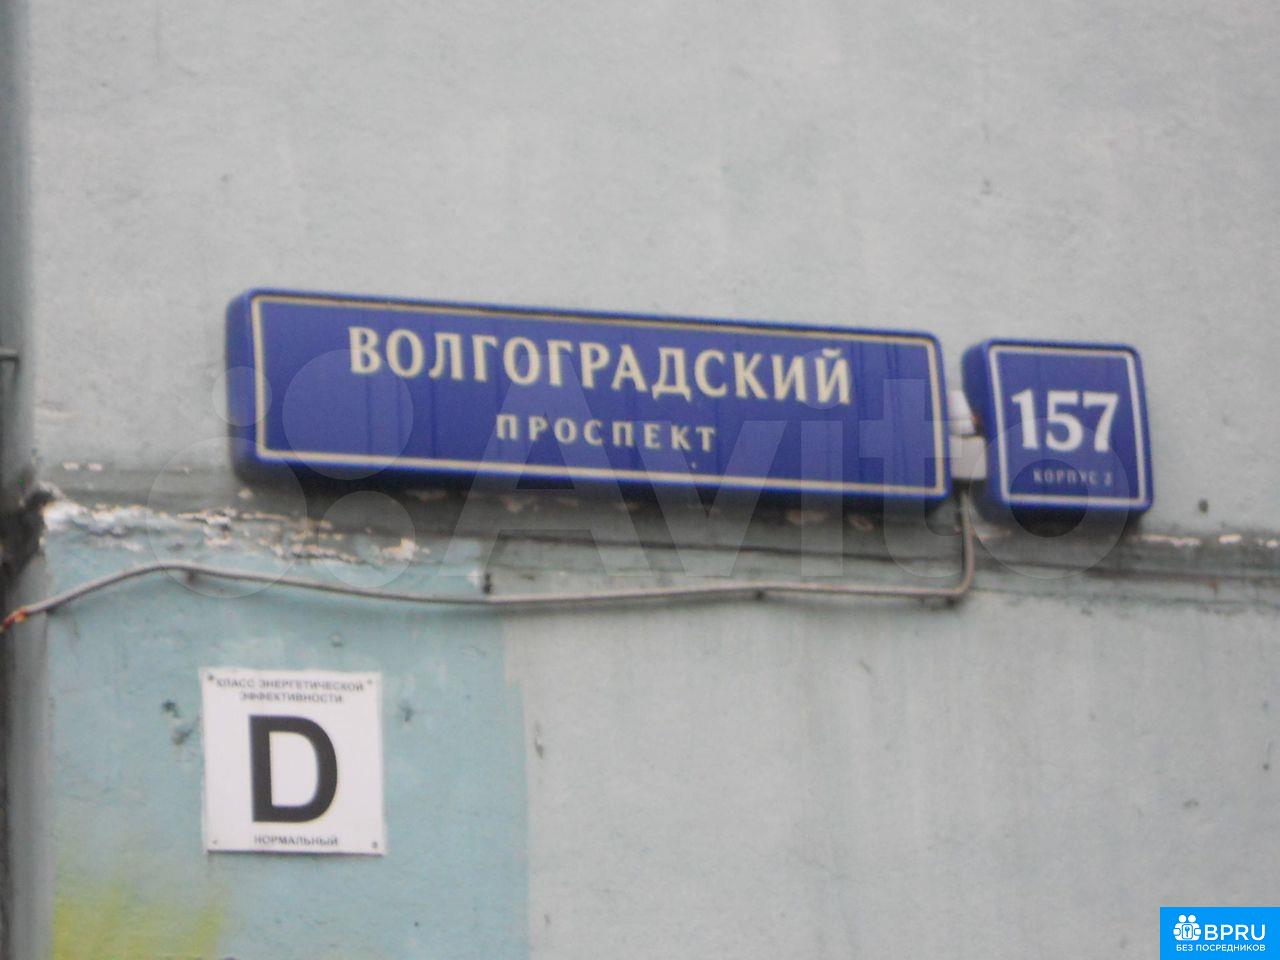 ВОЛГОГРАДСКИЙ
ПРОСПЕКТ
157
КОРПУС 2
Avito
КЛАСС ЭНЕРГЕТИЧЕСКОЙ
ЭФФЕКТИВНОСТИ
D
НОРМАЛЬНЫЙ
BPRU
БЕЗ ПОСРЕДНИКОВ